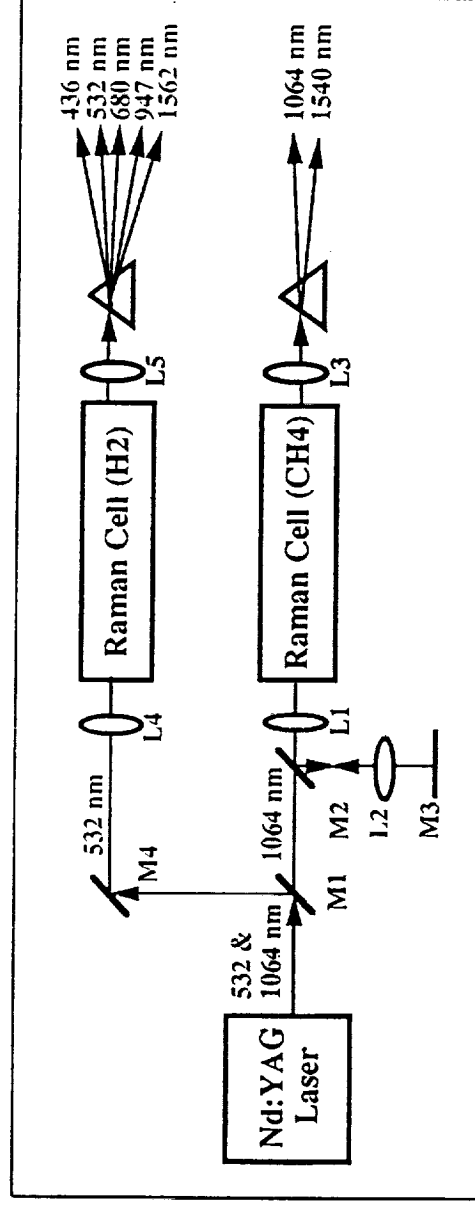 436 nm
532 nm
680 nm
947 nm
1562 nm
L5
Raman Cell (H2)
L4
532 nm
M4
1064 nm
1540 nm
L3
Raman Cell (CH4)
L1
1064 nm
M2
L2
M3
M1
532 &
1064 nm
Nd:YAG
Laser